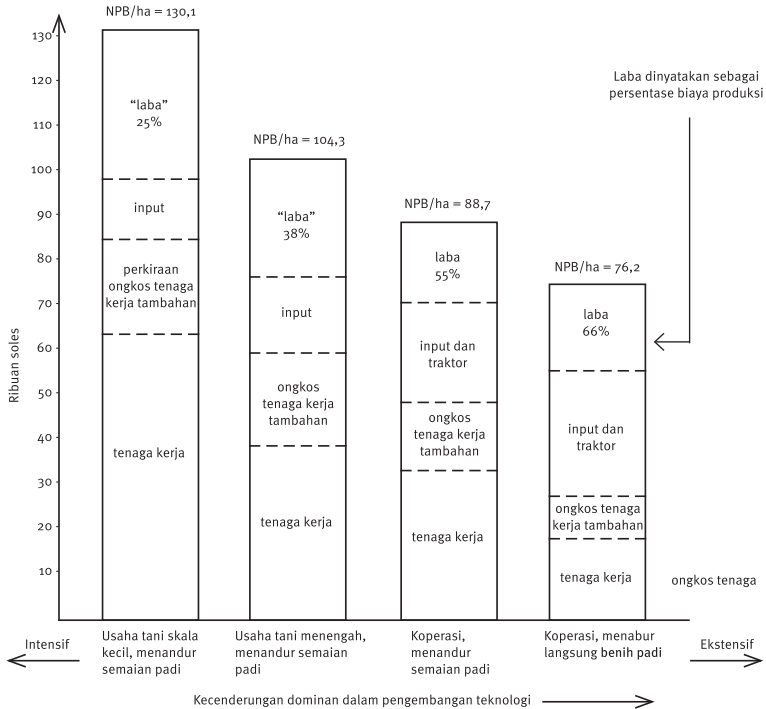 NPB/ha = 130,1
130
120
110
100
90
80
70
60
50
40
30
20
10
Ribuan soles
“laba”
25%
input
perkiraan
ongkos tenaga
kerja tambahan
tenaga kerja
NPB/ha = 104,3
“laba”
38%
input
ongkos
tenaga kerja
tambahan
tenaga kerja
NPB/ha = 88,7
laba
55%
input dan
traktor
ongkos
tenaga kerja
tambahan
tenaga kerja
NPB/ha = 76,2
laba
66%
input dan
traktor
ongkos tenaga
kerja tambahan
tenaga kerja
Laba dinyatakan sebagai
persentase biaya produksi
ongkos tenaga
Intensif
Usaha tani skala
kecil, menandur
semaian padi
Usaha tani menengah,
menandur semaian
padi
Koperasi,
menandur
semaian padi
Koperasi, menabur
langsung benih padi
Ekstensif
Kecenderungan dominan dalam pengembangan teknologi